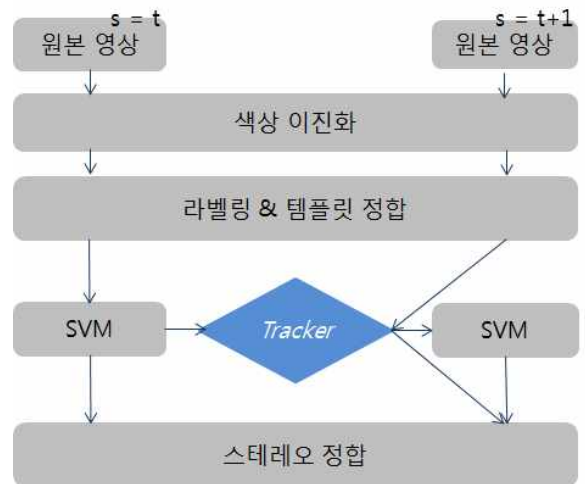 s = t
s = t+1
원본 영상
원본 영상
색상 이진화
라벨링 & 템플릿 정합
SVM
Tracker
SVM
스테레오 정합